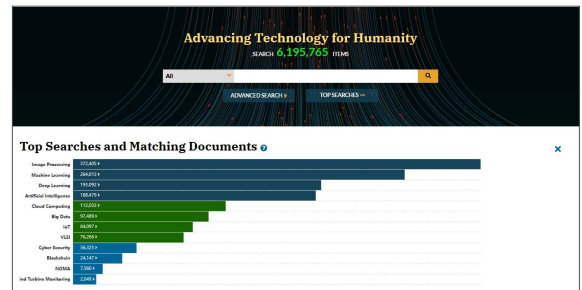 Advancing Technology for Humanity
SEARCH 6,195,765 ITEMS
All
ADVANCED SEARCH
TOP SEARCHES
Top Searches and Matching Documents
Image Processing 372,405
Machine Learning 264,013
Deep Learning 193,092
Artificial Intelligence 188,479
Cloud Computing 112,033
Big Data 97,489
IoT 84,097
VLSI 76,266
Cyber Security 36,325
Blockchain 24,147
NOMA 7,560
ind Turbine Monitoring 2,049